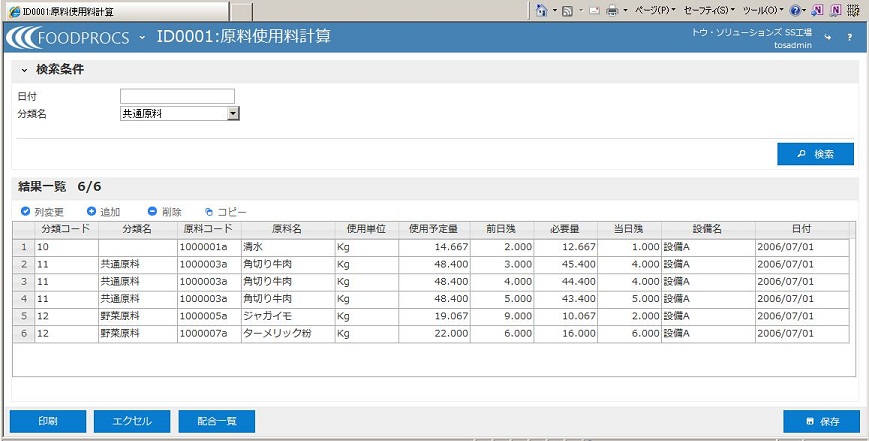 ID0001:原料使用料計算
ページ(P) セーフティ(S) ツール(O)
FOODPROCS ID0001:原料使用料計算 トウ・ソリューションズ SS工場
tosadmin
検索条件
日付
分類名 共通原料
検索
結果一覧 6/6
列変更 追加 削除 コピー
分類コード 分類名 原料コード 原料名 使用単位 使用予定量 前日残 必要量 当日残 設備名 日付
1 10 1000001a 清水 Kg 14.667 2.000 12.667 1.000 設備A 2006/07/01
2 11 共通原料 1000003a 角切り牛肉 Kg 48.400 3.000 45.400 4.000 設備A 2006/07/01
3 11 共通原料 1000003a 角切り牛肉 Kg 48.400 4.000 44.400 4.000 設備A 2006/07/01
4 11 共通原料 1000003a 角切り牛肉 Kg 48.400 5.000 43.400 5.000 設備A 2006/07/01
5 12 野菜原料 1000005a ジャガイモ Kg 19.067 9.000 10.067 2.000 設備A 2006/07/01
6 12 野菜原料 1000007a ターメリック粉 Kg 22.000 6.000 16.000 6.000 設備A 2006/07/01
印刷 エクセル 配合一覧 保存